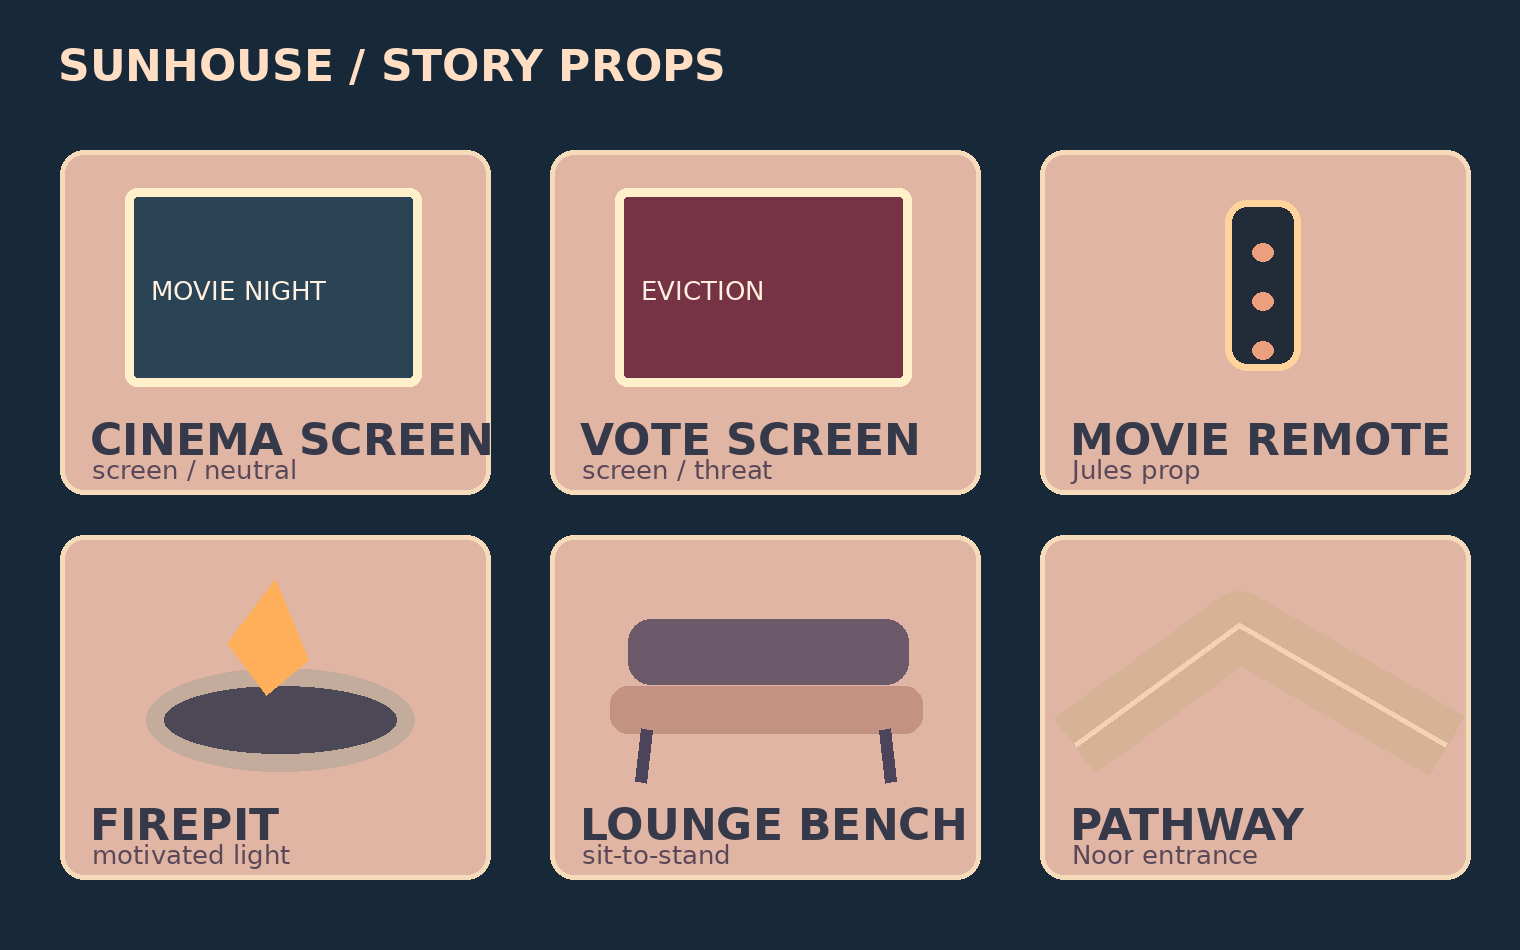 SUNHOUSE / STORY PROPS
MOVIE NIGHT
CINEMA SCREEN
screen / neutral
EVICTION
VOTE SCREEN
screen / threat
MOVIE REMOTE
Jules prop
FIREPIT
motivated light
LOUNGE BENCH
sit-to-stand
PATHWAY
Noor entrance